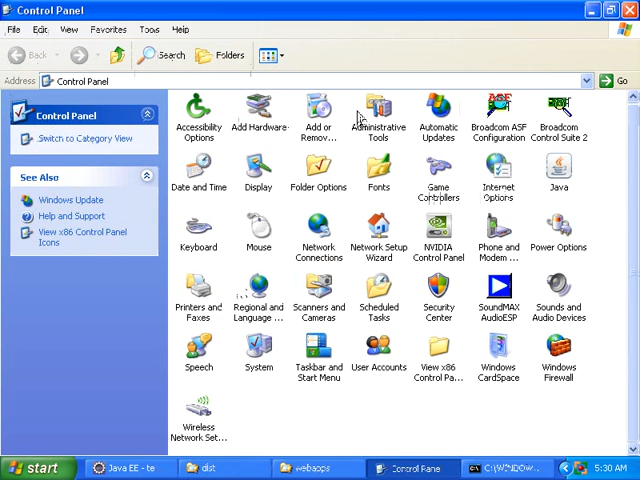 Control Panel
File Edit View Favorites Tools Help
Back Search Folders
Address Control Panel Go
Control Panel
Switch to Category View
See Also
Windows Update
Help and Support
View x86 Control Panel
Icons
Accessibility
Options
Add Hardware
Add or
Remov...
Administrative
Tools
Automatic
Updates
ASF
Broadcom ASF
Configuration
Broadcom
Control Suite 2
Date and Time
Display
Folder Options
Fonts
Game
Controllers
Internet
Options
Java
Keyboard
Mouse
Network
Connections
Network Setup
Wizard
NVIDIA
Control Panel
Phone and
Modem ...
Power Options
Printers and
Faxes
Regional and
Language ...
Scanners and
Cameras
Scheduled
Tasks
Security
Center
SoundMAX
AudioESP
Sounds and
Audio Devices
Speech
System
Taskbar and
Start Menu
User Accounts
View x86
Control Pa...
Windows
CardSpace
Windows
Firewall
Wireless
Network Set...
start Java EE - te dist webapps Control Panel C:\WINDOW... 5:30 AM